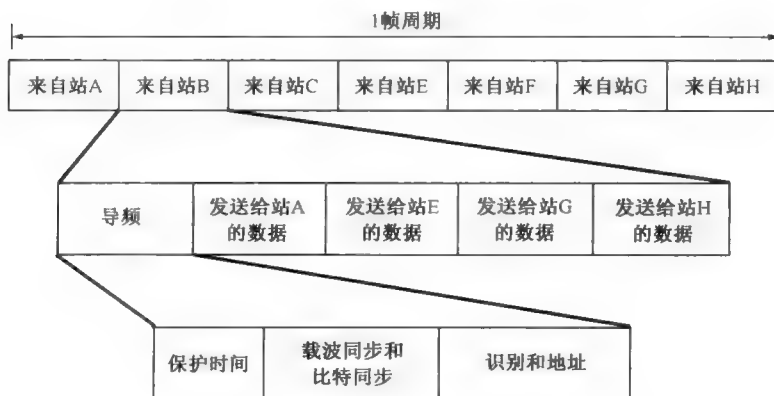 1帧周期
来自站A
来自站B
来自站C
来自站E
来自站F
来自站G
来自站H
导频
发送给站A
的数据
发送给站E
的数据
发送给站G
的数据
发送给站H
的数据
保护时间
载波同步和
比特同步
识别和地址